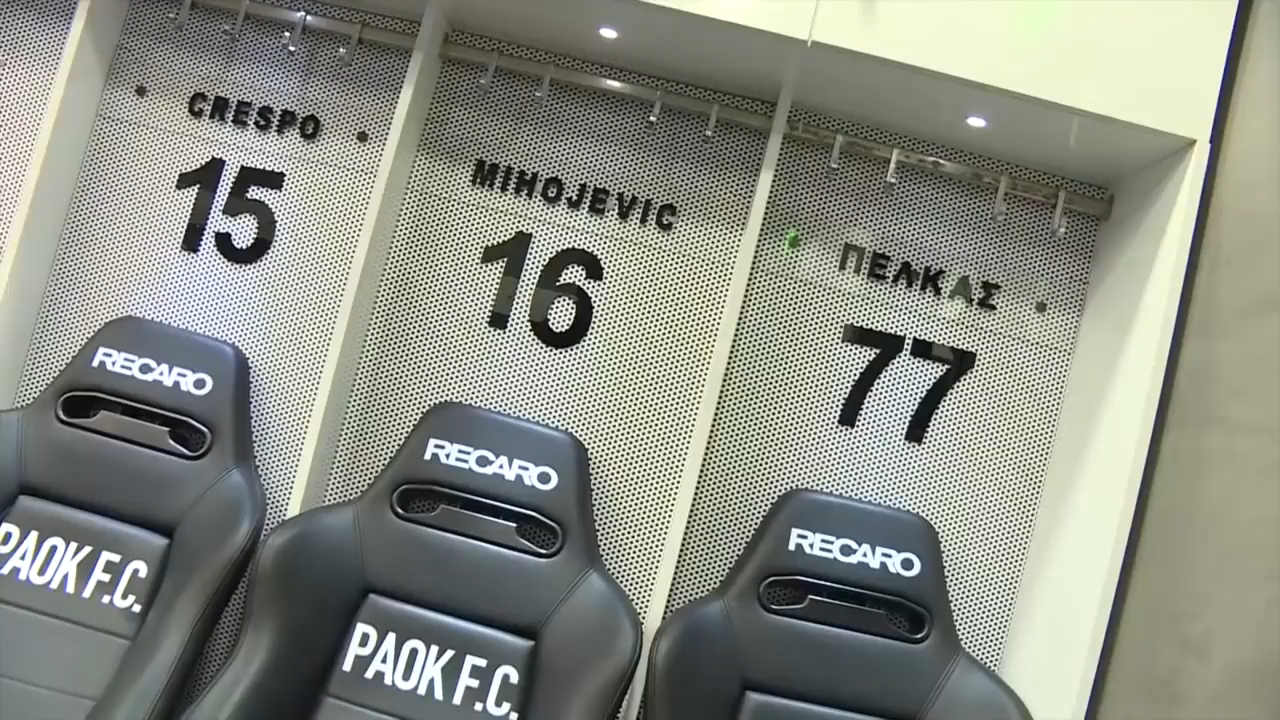 CRESPO
15
RECARO
PAOK F.C.
MIHOJEVIC
16
RECARO
PAOK F.C.
ΠΕΛΚΑΣ
77
RECARO